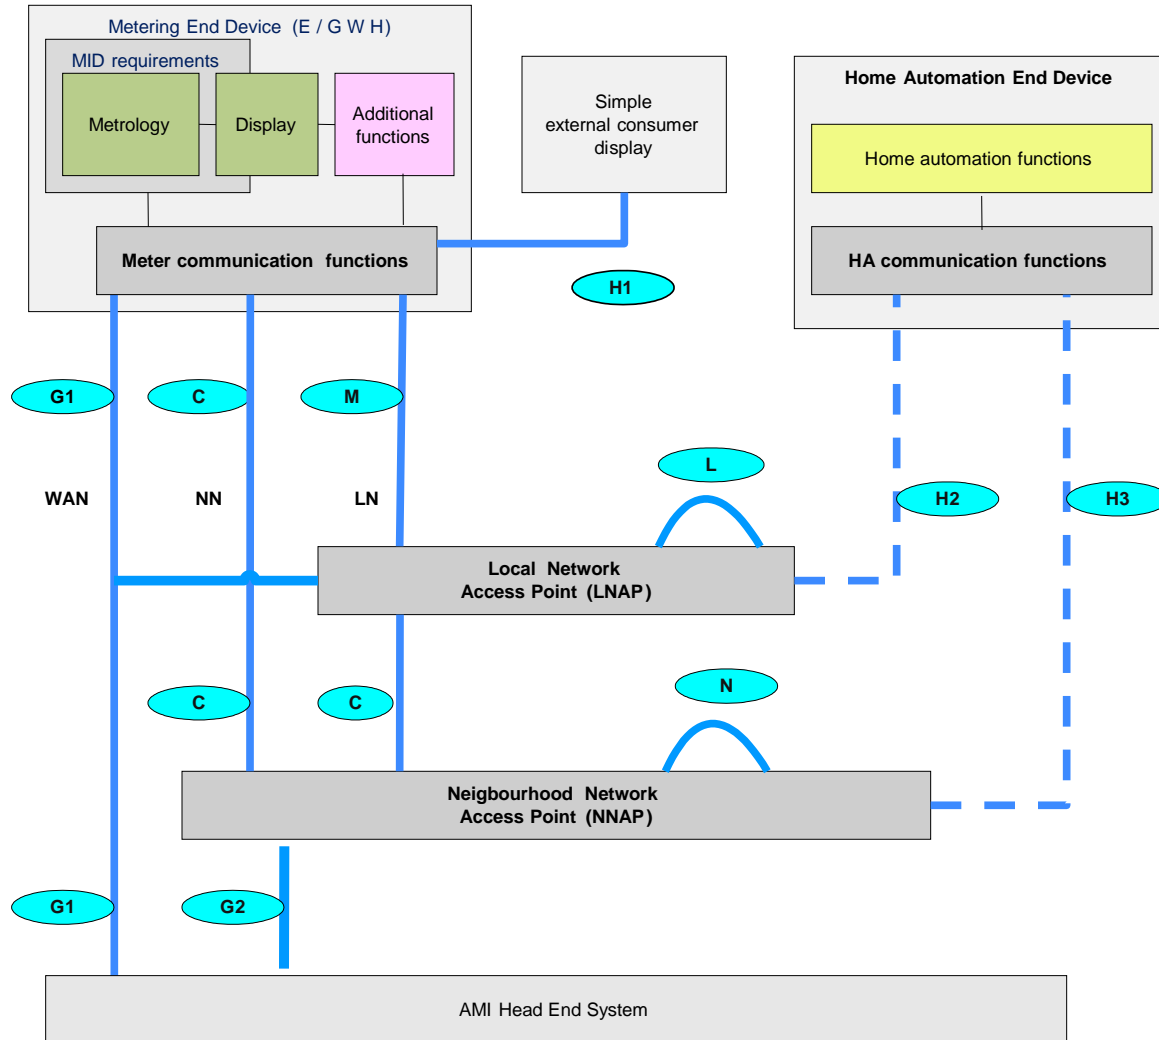 Metering End Device (E / G W H)
MID requirements
Metrology
Display
Additional
functions
Simple
external consumer
display
Home Automation End Device
Home automation functions
Meter communication functions
HA communication functions
H1
G1
C
M
L
WAN
NN
LN
H2
H3
Local Network
Access Point (LNAP)
C
C
N
Neigbourhood Network
Access Point (NNAP)
G1
G2
AMI Head End System